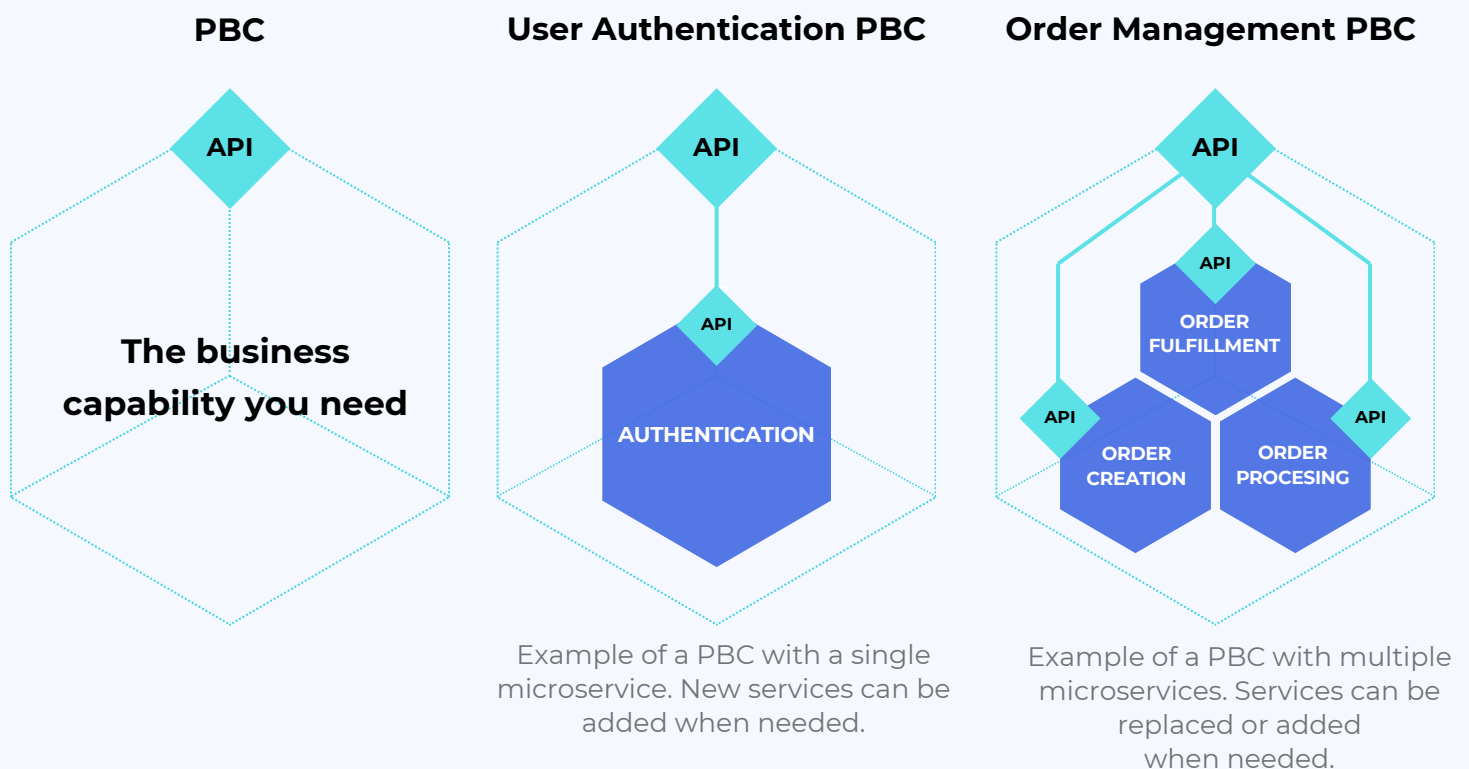 PBC
API
The business
capability you need
User Authentication PBC
API
API
AUTHENTICATION
Example of a PBC with a single
microservice. New services can be
added when needed.
Order Management PBC
API
API
ORDER
FULFILLMENT
API
ORDER
CREATION
API
ORDER
PROCESING
Example of a PBC with multiple
microservices. Services can be
replaced or added
when needed.